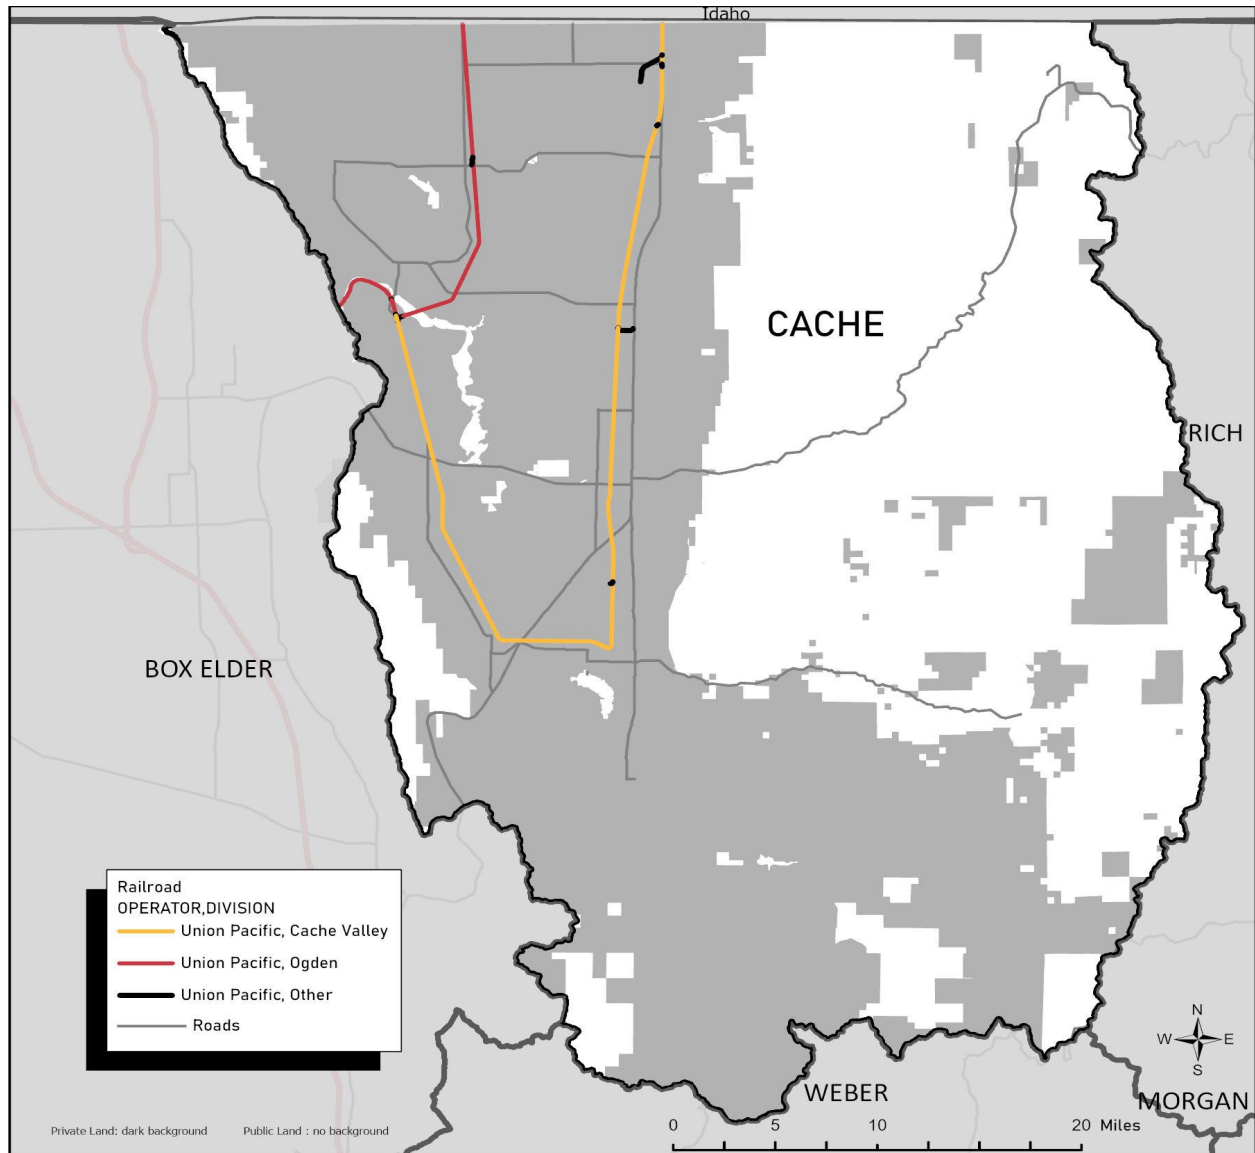 Idaho
CACHE
RICH
BOX ELDER
Railroad
OPERATOR,DIVISION
Union Pacific, Cache Valley
Union Pacific, Ogden
Union Pacific, Other
Roads
N
W E
S
WEBER
MORGAN
Private Land: dark background Public Land : no background
0 5 10 20 Miles